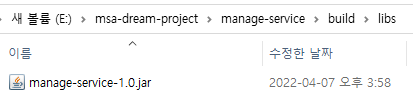 새 볼륨 (E:) > msa-dream-project > manage-service > build > libs
이름 수정한 날짜
manage-service-1.0.jar 2022-04-07 오후 3:58